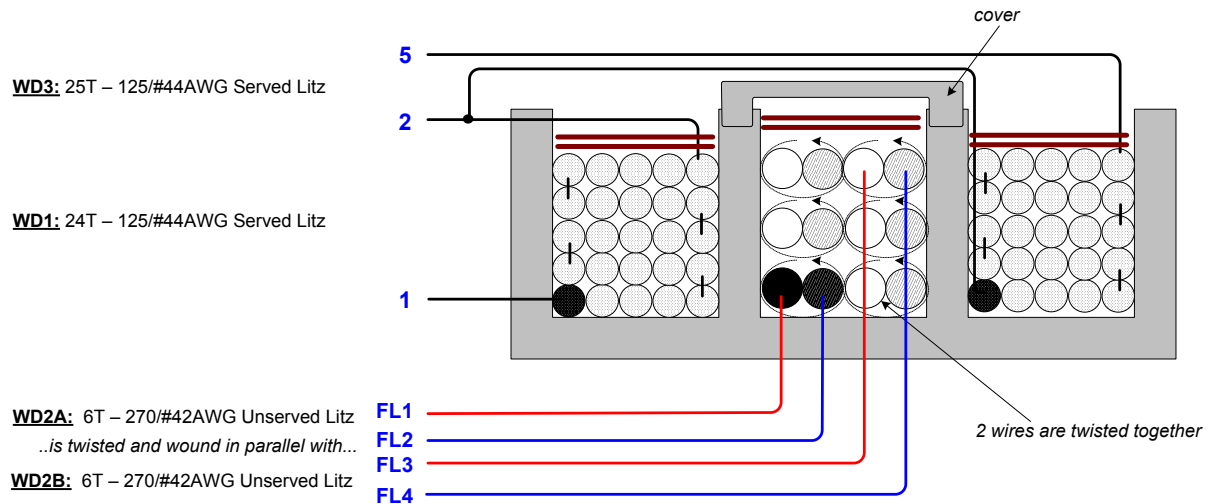 cover
5
WD3: 25T – 125/#44AWG Served Litz
2
WD1: 24T – 125/#44AWG Served Litz
1
WD2A: 6T – 270/#42AWG Unserved Litz
FL1
..is twisted and wound in parallel with...
FL2
2 wires are twisted together
FL3
WD2B: 6T – 270/#42AWG Unserved Litz
FL4